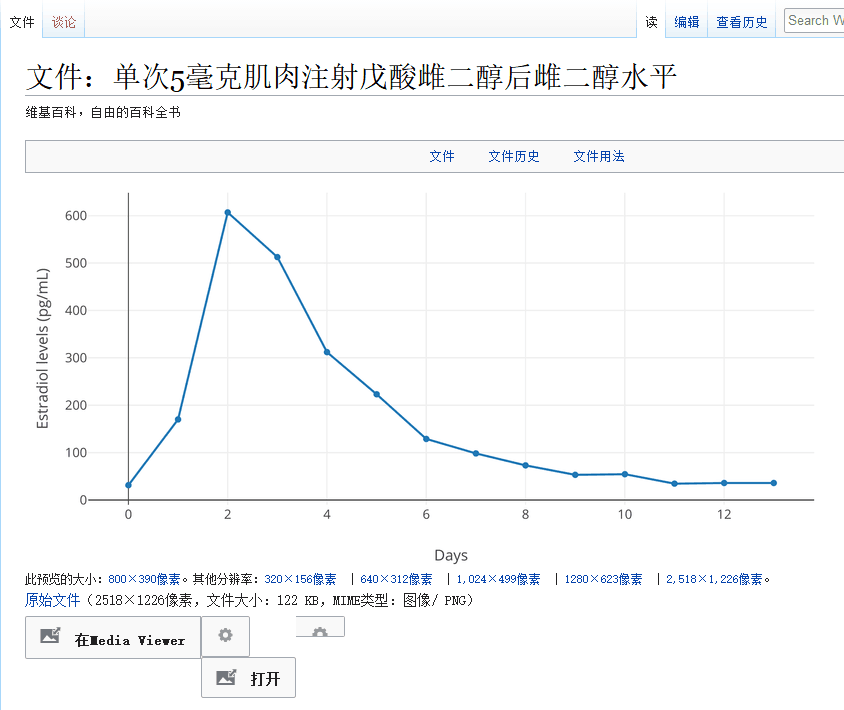 文件 谈论 读 编辑 查看历史 Search W
文件：单次5毫克肌肉注射戊酸雌二醇后雌二醇水平
维基百科，自由的百科全书
文件 文件历史 文件用法
600
500
400
300
200
100
0
Estradiol levels (pg/mL)
0 2 4 6 8 10 12
Days
此预览的大小：800×390像素。其他分辨率：320×156像素 | 640×312像素 | 1,024×499像素 | 1280×623像素 | 2,518×1,226像素。
原始文件（2518×1226像素，文件大小：122 KB，MIME类型：图像/ PNG）
在Media Viewer
打开